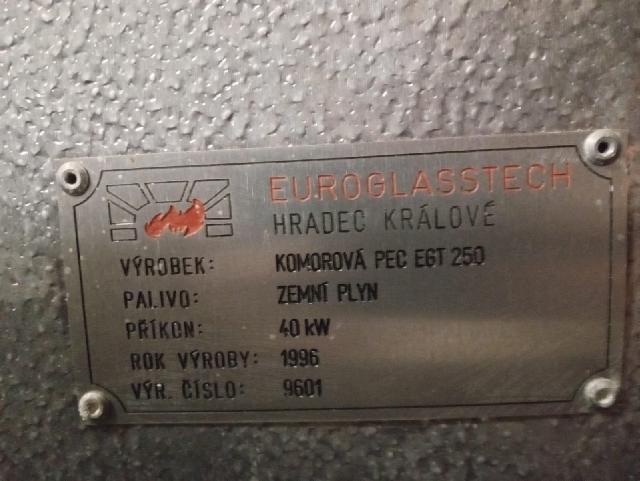 EUROGLASSTECH
HRADEC KRÁLOVÉ
VÝROBEK: KOMOROVÁ PEC EGT 250
PALIVO: ZEMNÍ PLYN
PŘÍKON: 40 kW
ROK VÝROBY: 1996
VÝR. ČÍSLO: 9601